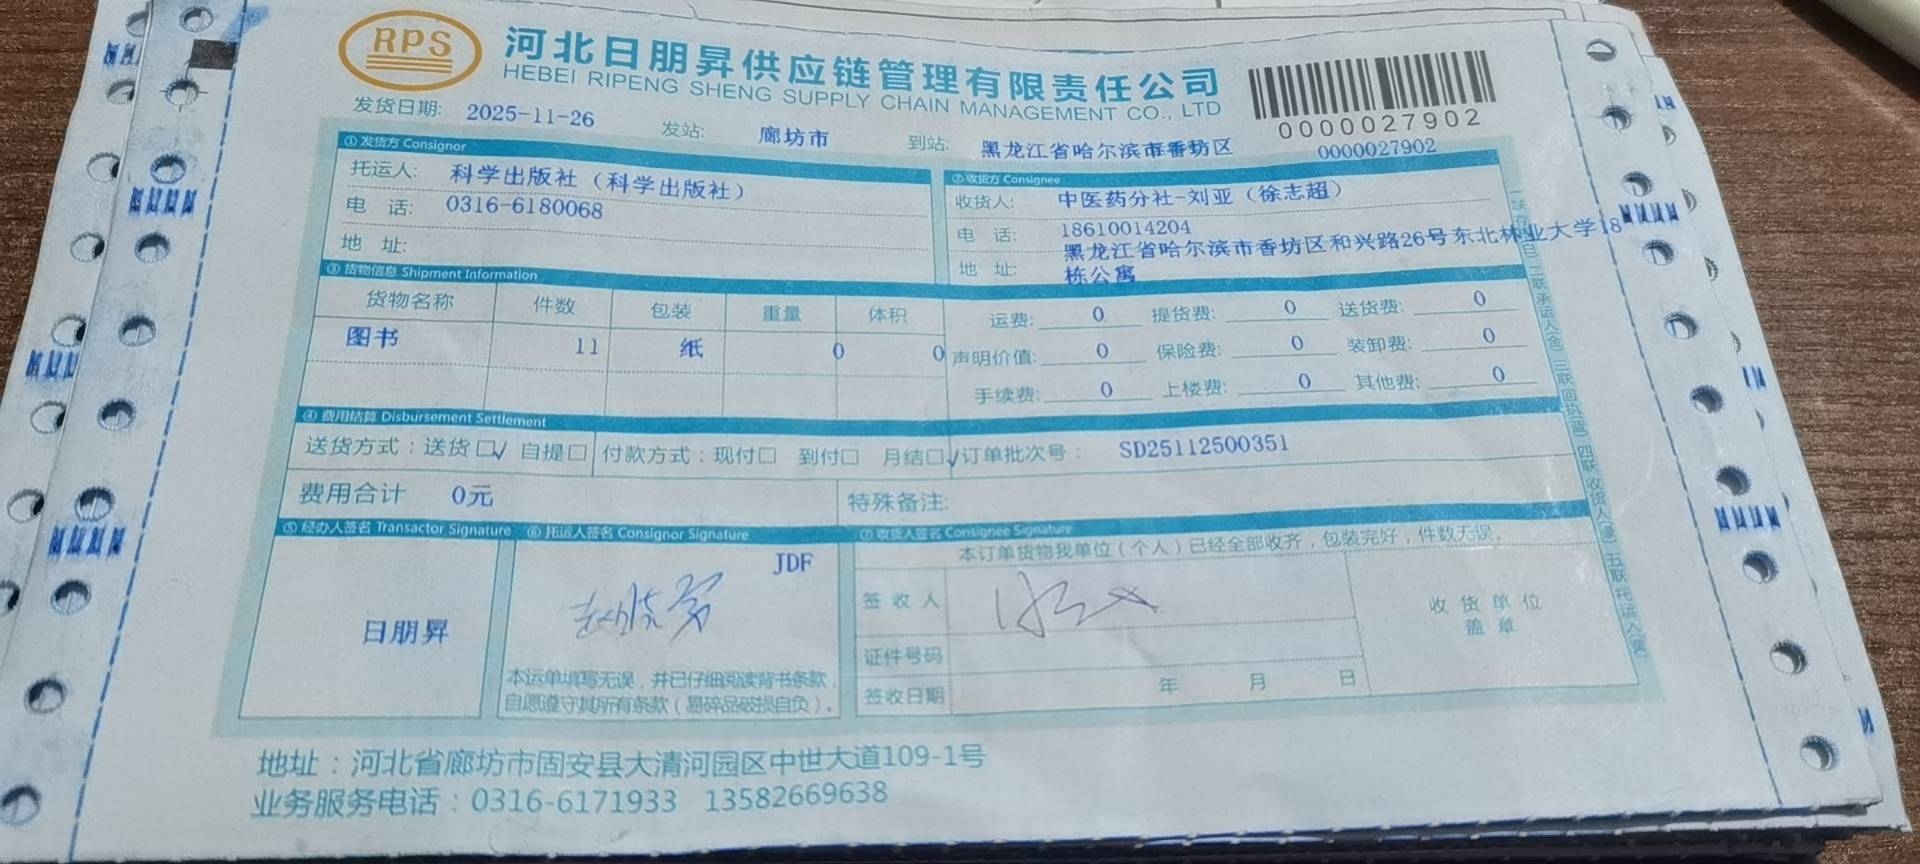 RPS
河北日朋昇供应链管理有限责任公司
HEBEI RIPENG SHENG SUPPLY CHAIN MANAGEMENT CO., LTD
0000027902
发货日期: 2025-11-26 发站: 廊坊市 到站: 黑龙江省哈尔滨市香坊区 0000027902
① 发货方 Consignor
托运人: 科学出版社（科学出版社）
电 话: 0316-6180068
地 址:
② 收货方 Consignee
收货人: 中医药分社-刘亚（徐志超）
电 话: 18610014204
地 址: 黑龙江省哈尔滨市香坊区和兴路26号东北林业大学18
栋公寓
③ 货物信息 Shipment Information
货物名称 件数 包装 重量 体积
图书 11 纸 0 0
运费: 0 提货费: 0 送货费: 0
声明价值: 0 保险费: 0 装卸费: 0
手续费: 0 上楼费: 0 其他费: 0
④ 费用结算 Disbursement Settlement
送货方式：送货☐√ 自提☐ 付款方式：现付☐ 到付☐ 月结☐√ 订单批次号： SD25112500351
费用合计 0元 特殊备注:
⑤ 经办人签名 Transactor Signature
日朋昇
⑥ 托运人签名 Consignor Signature
JDF
本运单填写无误，并已仔细阅读背书条款，
自愿遵守其所有条款（易碎品破损自负）。
⑦ 收货人签名 Consignee Signature
本订单货物我单位（个人）已经全部收齐，包装完好，件数无误。
签 收 人
证件号码
签收日期 年 月 日
收 货 单 位
盖 单
地址：河北省廊坊市固安县大清河园区中世大道109-1号
业务服务电话：0316-6171933 13582669638